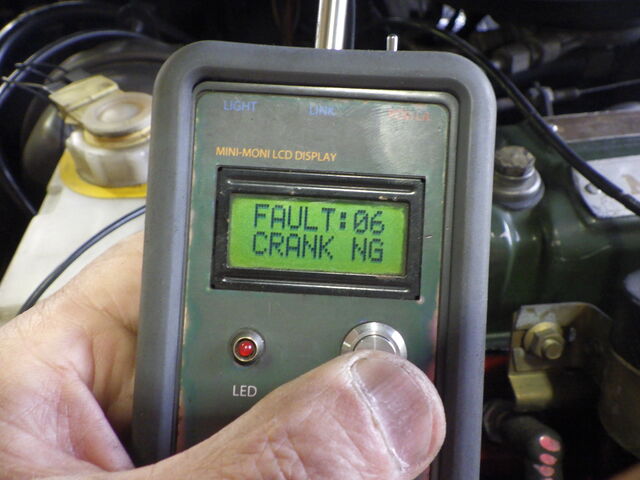 LIGHT LINK
MINI-MONI LCD DISPLAY
FAULT:06
CRANK NG
LED